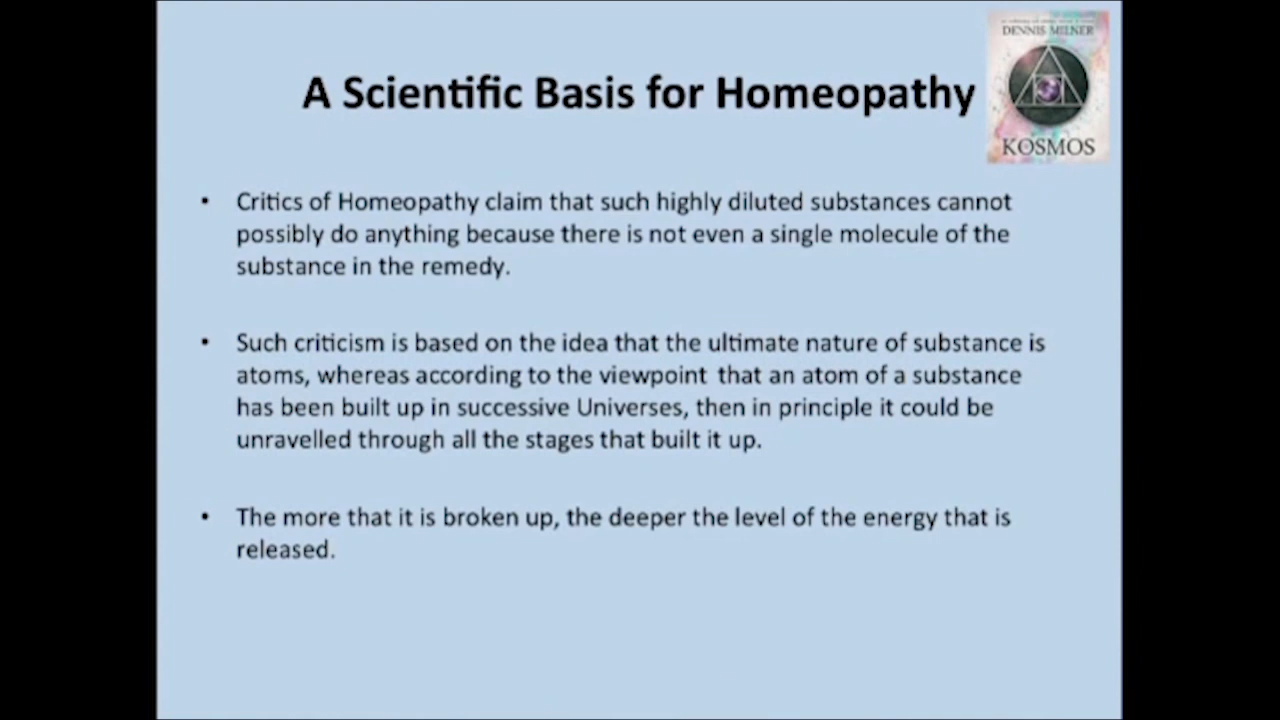 A Scientific Basis for Homeopathy
DENNIS MILNER
KOSMOS
• Critics of Homeopathy claim that such highly diluted substances cannot
possibly do anything because there is not even a single molecule of the
substance in the remedy.
• Such criticism is based on the idea that the ultimate nature of substance is
atoms, whereas according to the viewpoint that an atom of a substance
has been built up in successive Universes, then in principle it could be
unravelled through all the stages that built it up.
• The more that it is broken up, the deeper the level of the energy that is
released.